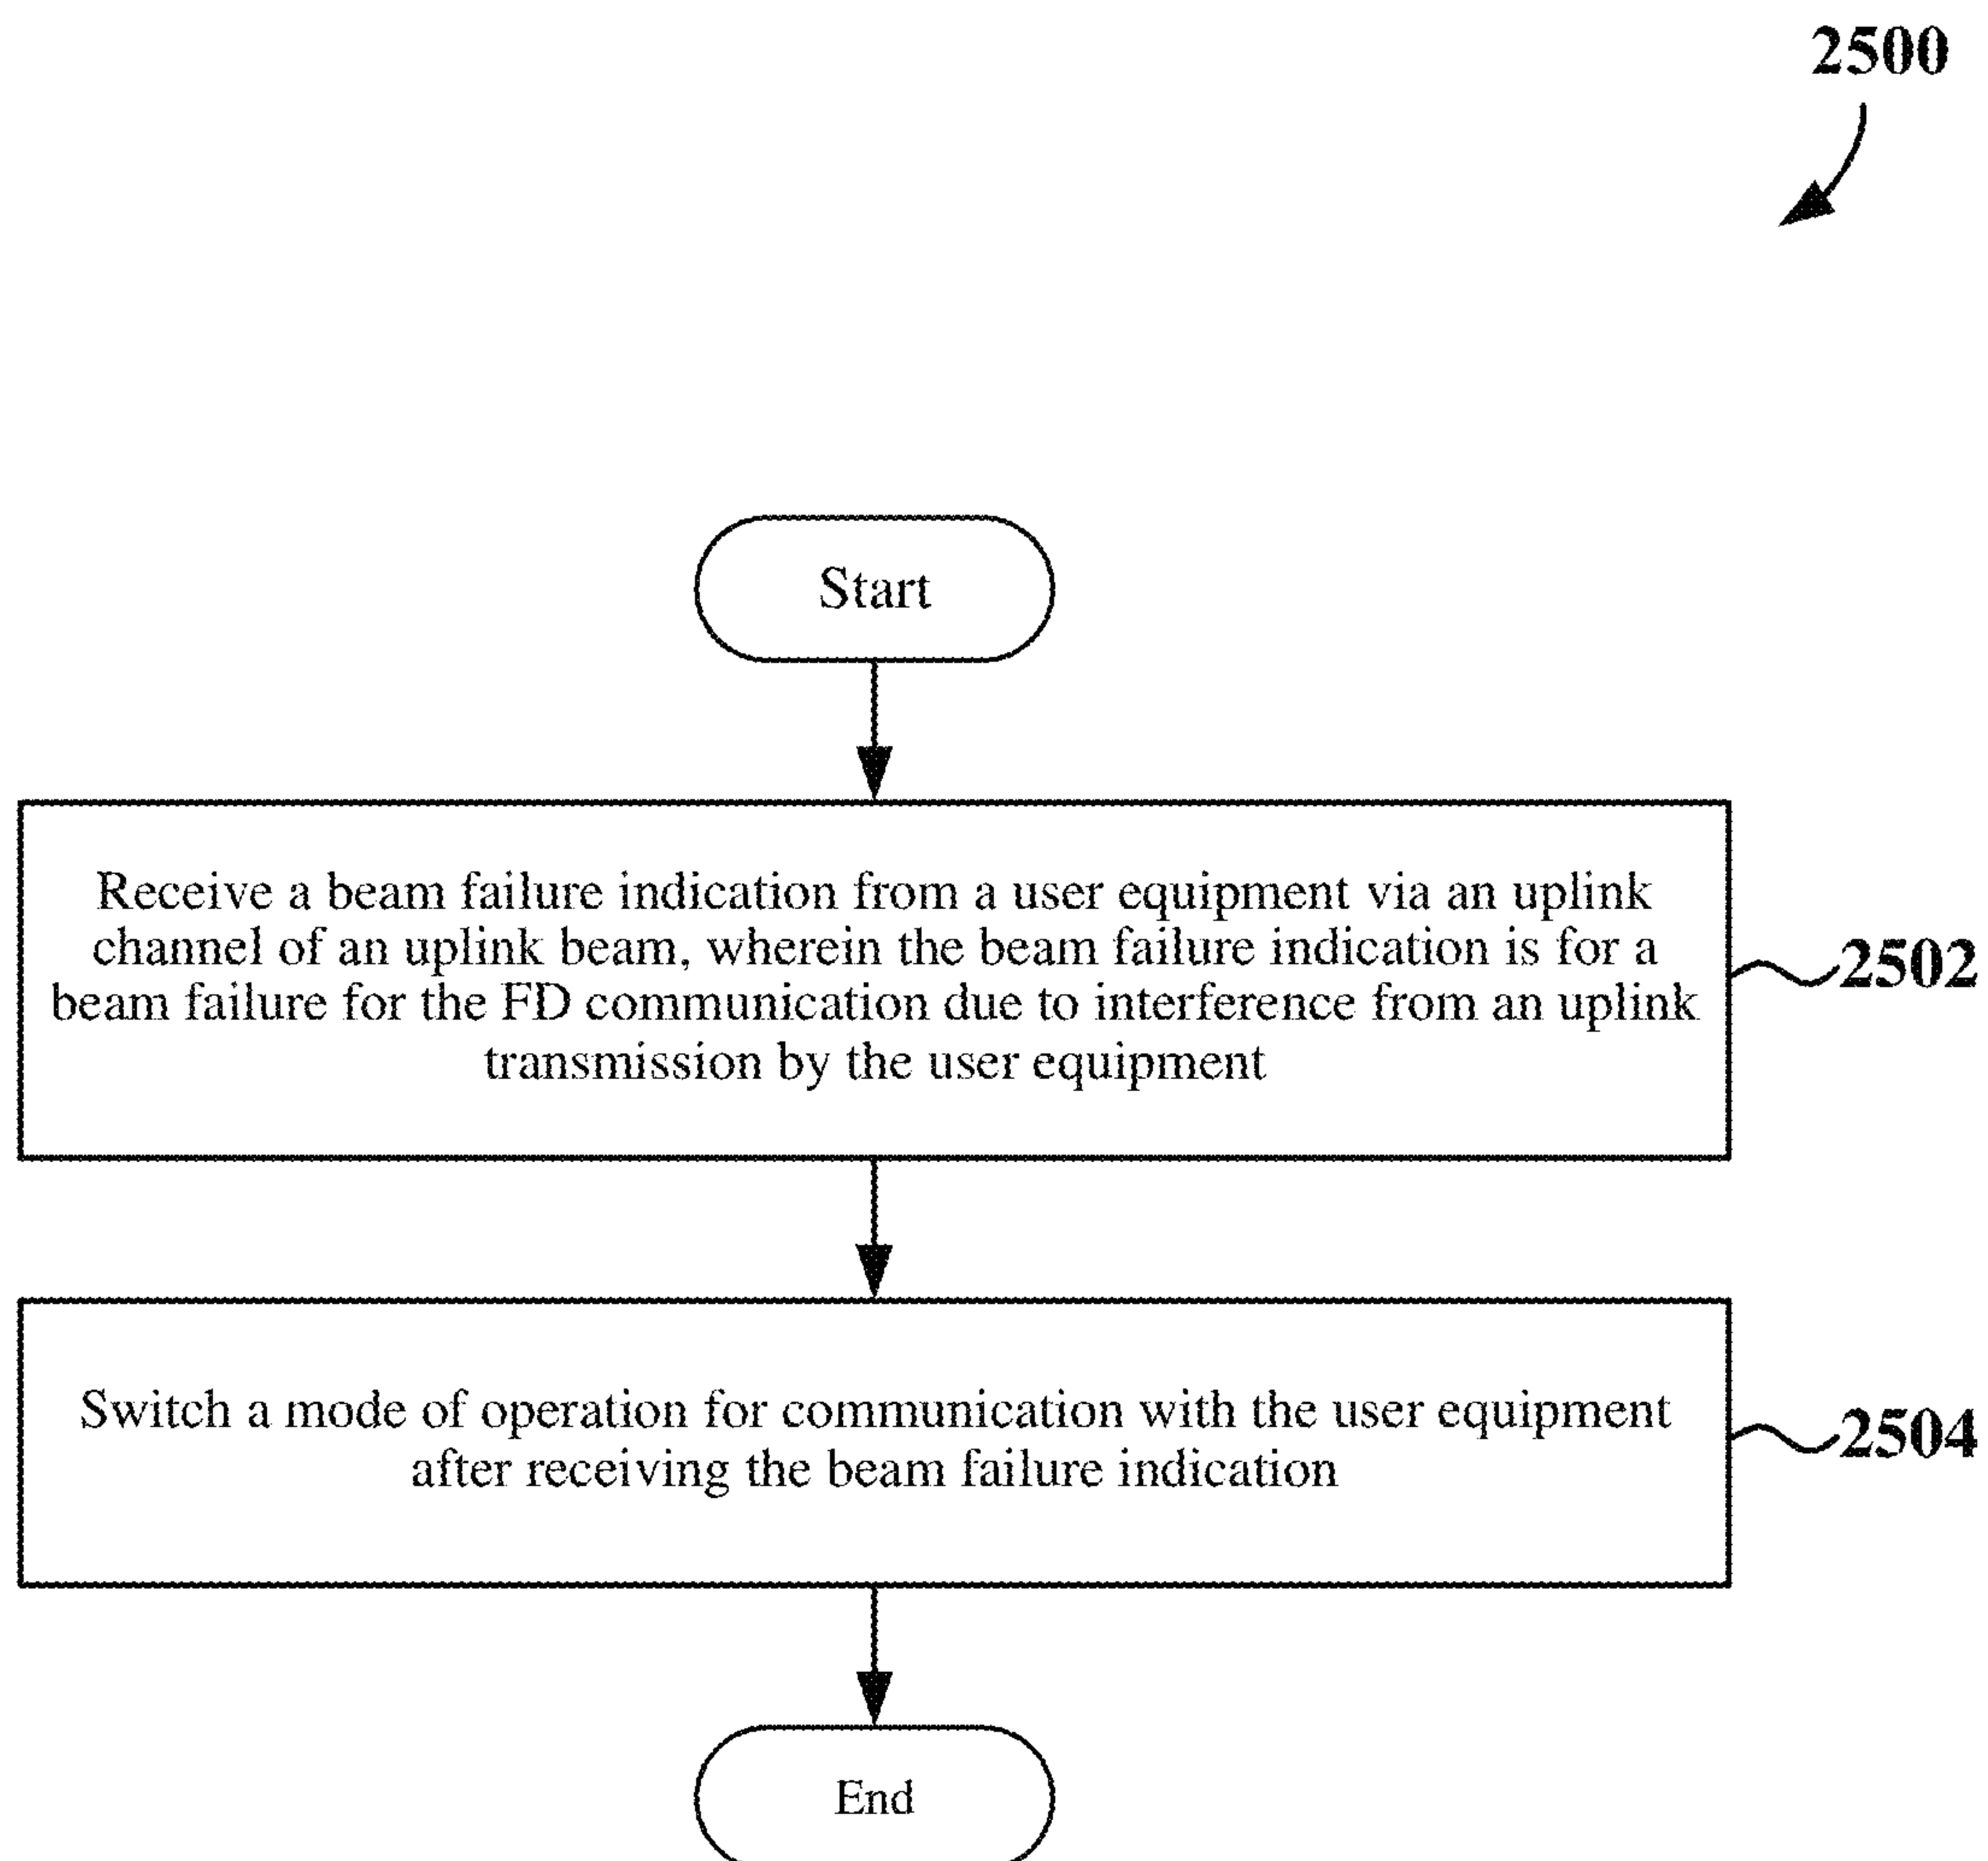 2500
Start
Receive a beam failure indication from a user equipment via an uplink
channel of an uplink beam, wherein the beam failure indication is for a
beam failure for the FD communication due to interference from an uplink
transmission by the user equipment
2502
Switch a mode of operation for communication with the user equipment
after receiving the beam failure indication
2504
End